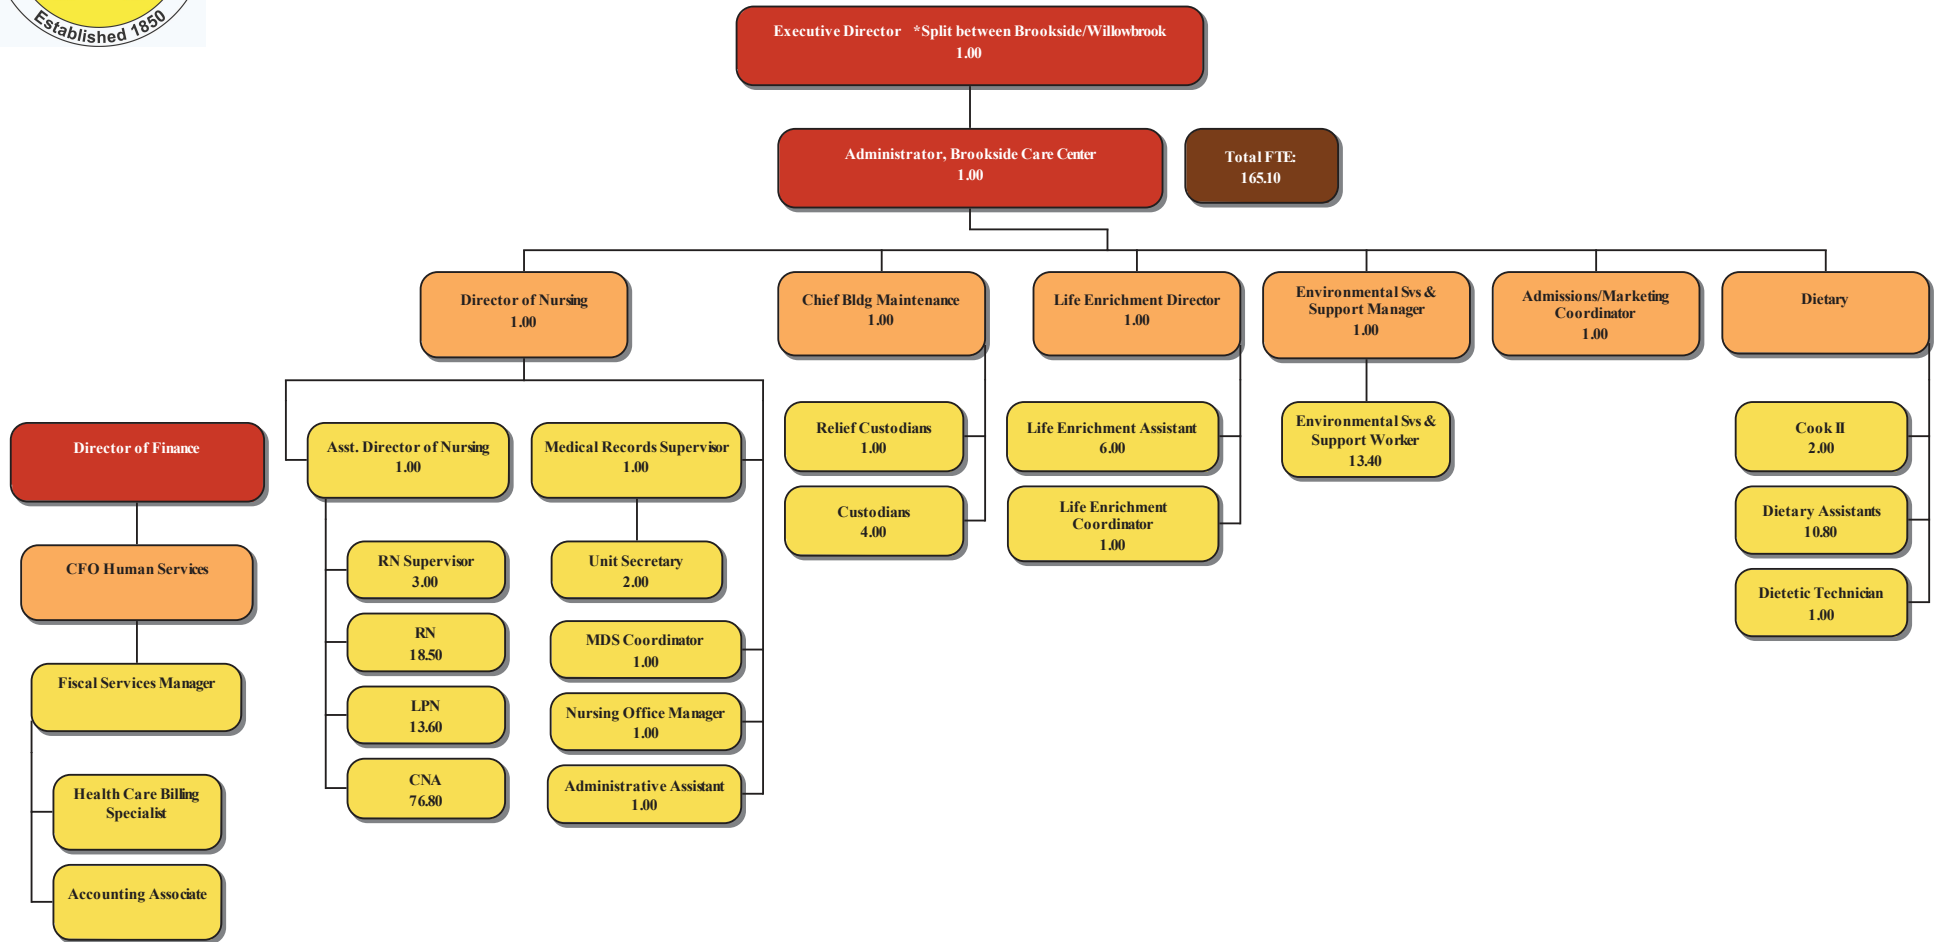 Established 1850
Executive Director *Split between Brookside/Willowbrook
1.00
Administrator, Brookside Care Center
1.00
Total FTE:
165.10
Director of Nursing
1.00
Chief Bldg Maintenance
1.00
Life Enrichment Director
1.00
Environmental Svs &
Support Manager
1.00
Admissions/Marketing
Coordinator
1.00
Dietary
Director of Finance
CFO Human Services
Fiscal Services Manager
Health Care Billing
Specialist
Accounting Associate
Asst. Director of Nursing
1.00
RN Supervisor
3.00
RN
18.50
LPN
13.60
CNA
76.80
Medical Records Supervisor
1.00
Unit Secretary
2.00
MDS Coordinator
1.00
Nursing Office Manager
1.00
Administrative Assistant
1.00
Relief Custodians
1.00
Custodians
4.00
Life Enrichment Assistant
6.00
Life Enrichment
Coordinator
1.00
Environmental Svs &
Support Worker
13.40
Cook II
2.00
Dietary Assistants
10.80
Dietetic Technician
1.00